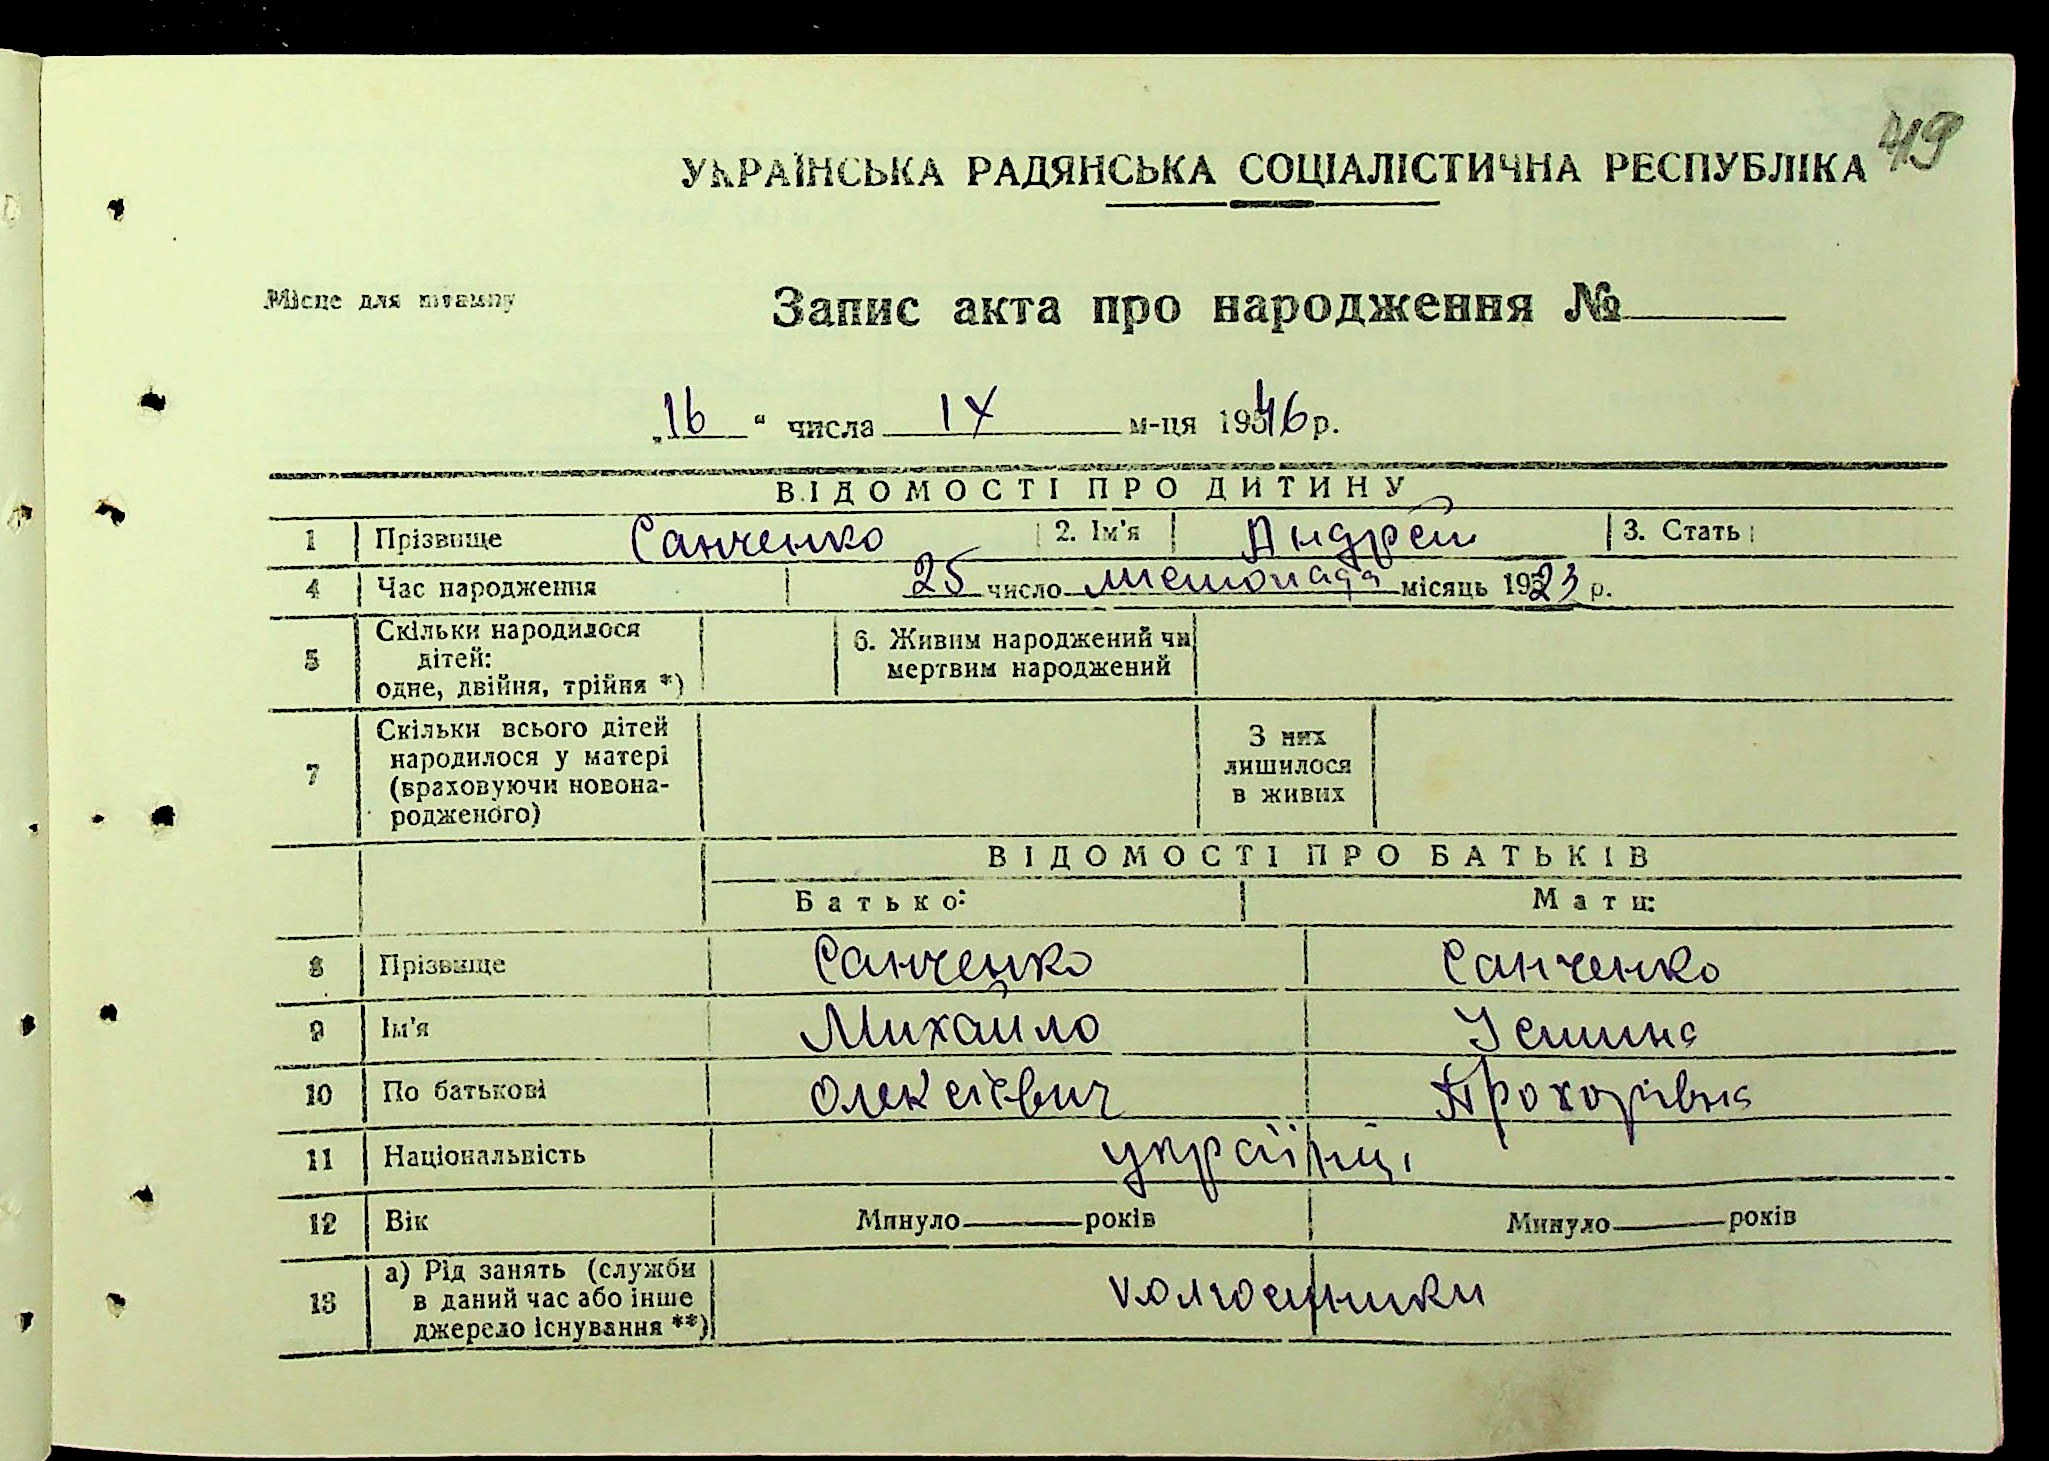 419
УКРАЇНСЬКА РАДЯНСЬКА СОЦІАЛІСТИЧНА РЕСПУБЛІКА
Місце для штампу
Запис акта про народження №
„16“ числа IX м-ця 1946 р.
ВІДОМОСТІ ПРО ДИТИНУ
1 Прізвище Санченко 2. Ім'я Андрей 3. Стать
4 Час народження 25 число листопада місяць 1923 р.
5 Скільки народилося дітей: одне, двійня, трійня *) 6. Живим народжений чи мертвим народжений
7 Скільки всього дітей народилося у матері (враховуючи новонародженого) З них лишилося в живих
ВІДОМОСТІ ПРО БАТЬКІВ
Батько: Мати:
8 Прізвище Санченко Санченко
9 Ім'я Михайло Устина
10 По батькові Олексієвич Прохорівна
11 Національність українці
12 Вік Минуло років Минуло років
13 а) Рід занять (служби в даний час або інше джерело існування **) колгоспники